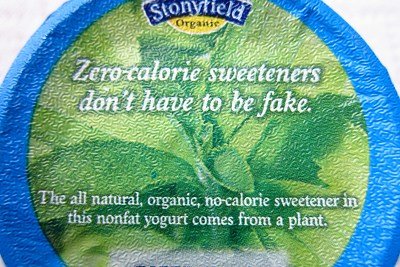 Stonyfield
Organic
Zero-calorie sweeteners
don't have to be fake.
The all natural, organic, no-calorie sweetener in
this nonfat yogurt comes from a plant.